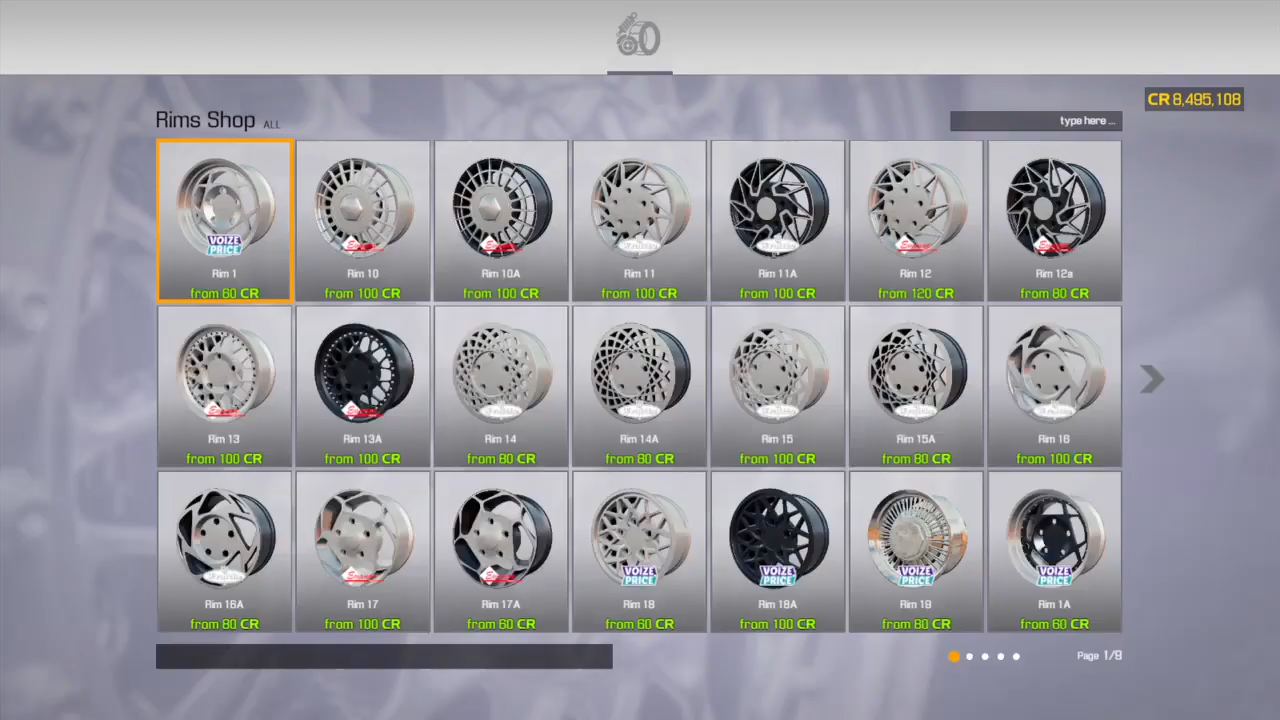 CR 8,495,108
Rims Shop ALL
type here ...
VOIZE PRICE
Rim 1 Rim 10 Rim 10A Rim 11 Rim 11A Rim 12 Rim 12a
from 60 CR from 100 CR from 100 CR from 100 CR from 100 CR from 120 CR from 80 CR
Rim 13 Rim 13A Rim 14 Rim 14A Rim 15 Rim 15A Rim 16
from 100 CR from 100 CR from 80 CR from 80 CR from 100 CR from 80 CR from 100 CR
VOIZE PRICE VOIZE PRICE VOIZE PRICE VOIZE PRICE
Rim 16A Rim 17 Rim 17A Rim 18 Rim 18A Rim 19 Rim 1A
from 80 CR from 100 CR from 60 CR from 60 CR from 100 CR from 80 CR from 60 CR
Page 1/9